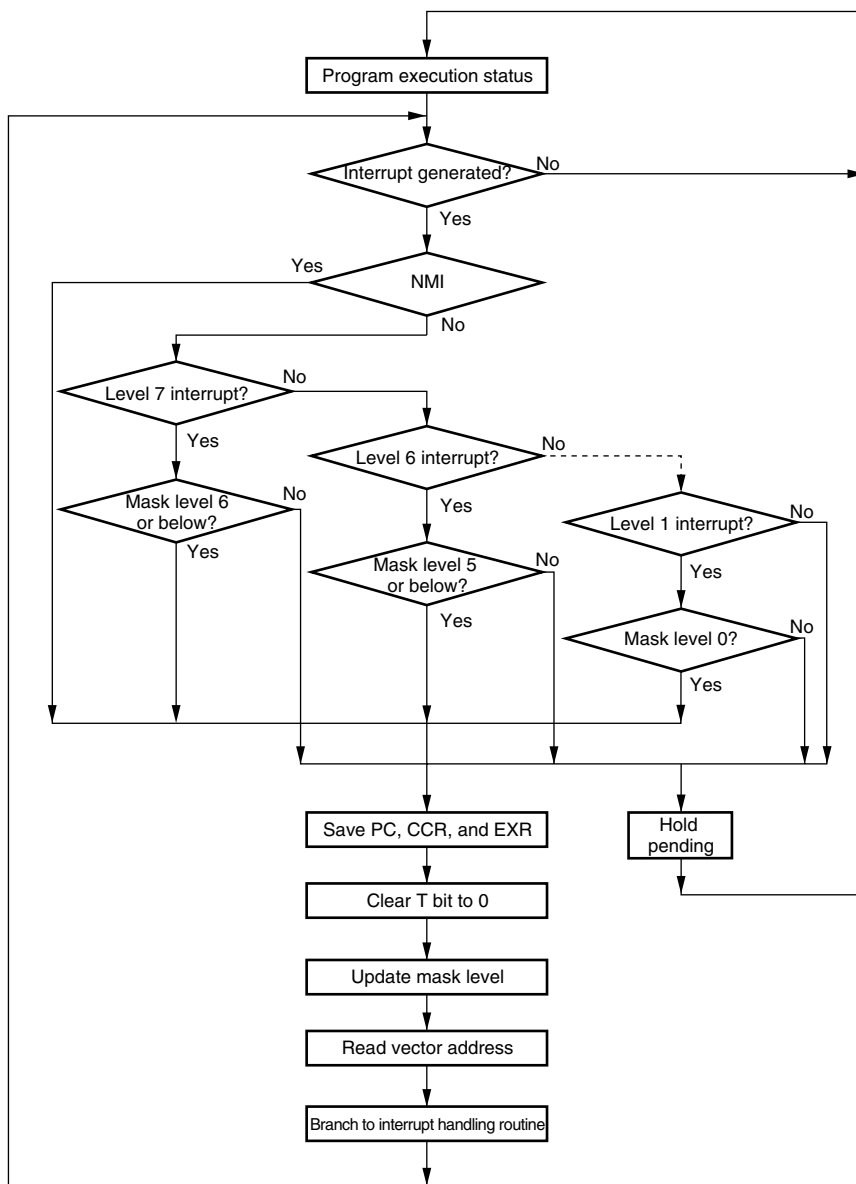 Program execution status
Interrupt generated?
No
Yes
Yes
NMI
No
Level 7 interrupt?
No
Yes
Level 6 interrupt?
No
Yes
Mask level 6
or below?
No
Yes
Level 1 interrupt?
No
Yes
Mask level 5
or below?
No
Yes
Mask level 0?
No
Yes
Save PC, CCR, and EXR
Hold
pending
Clear T bit to 0
Update mask level
Read vector address
Branch to interrupt handling routine